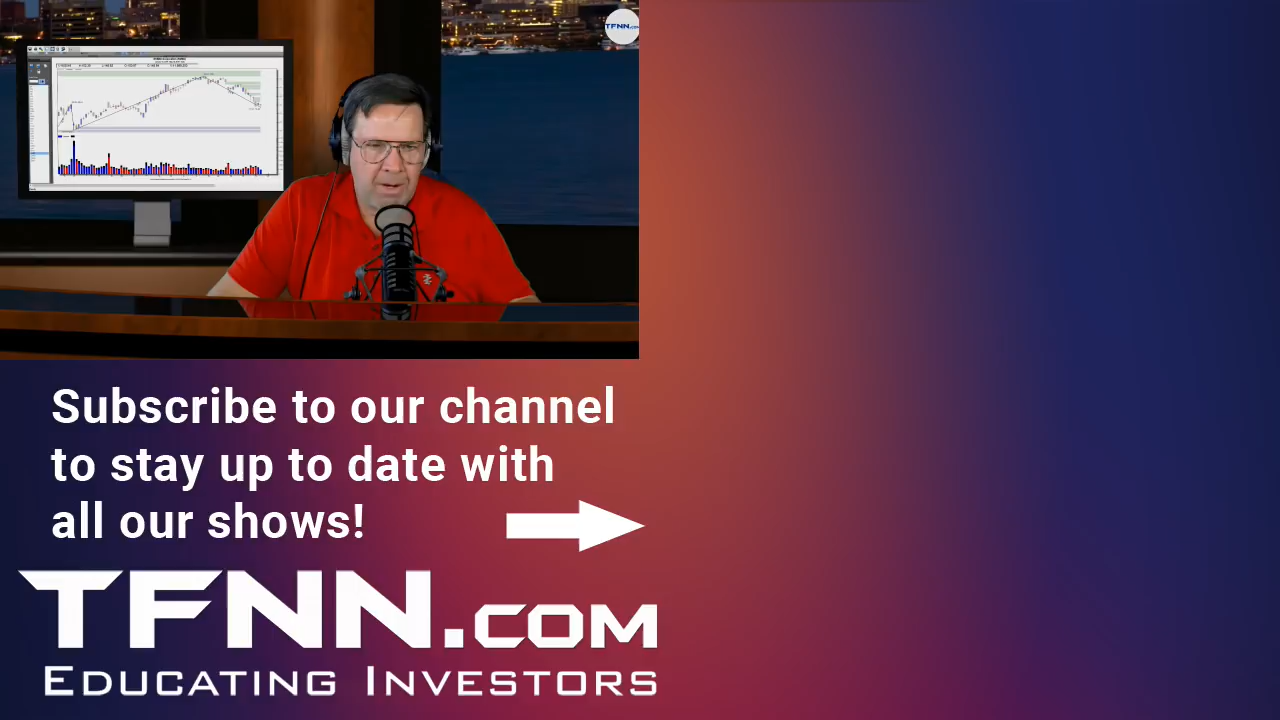 TFNN.COM
Subscribe to our channel
to stay up to date with
all our shows!
TFNN.COM
EDUCATING INVESTORS